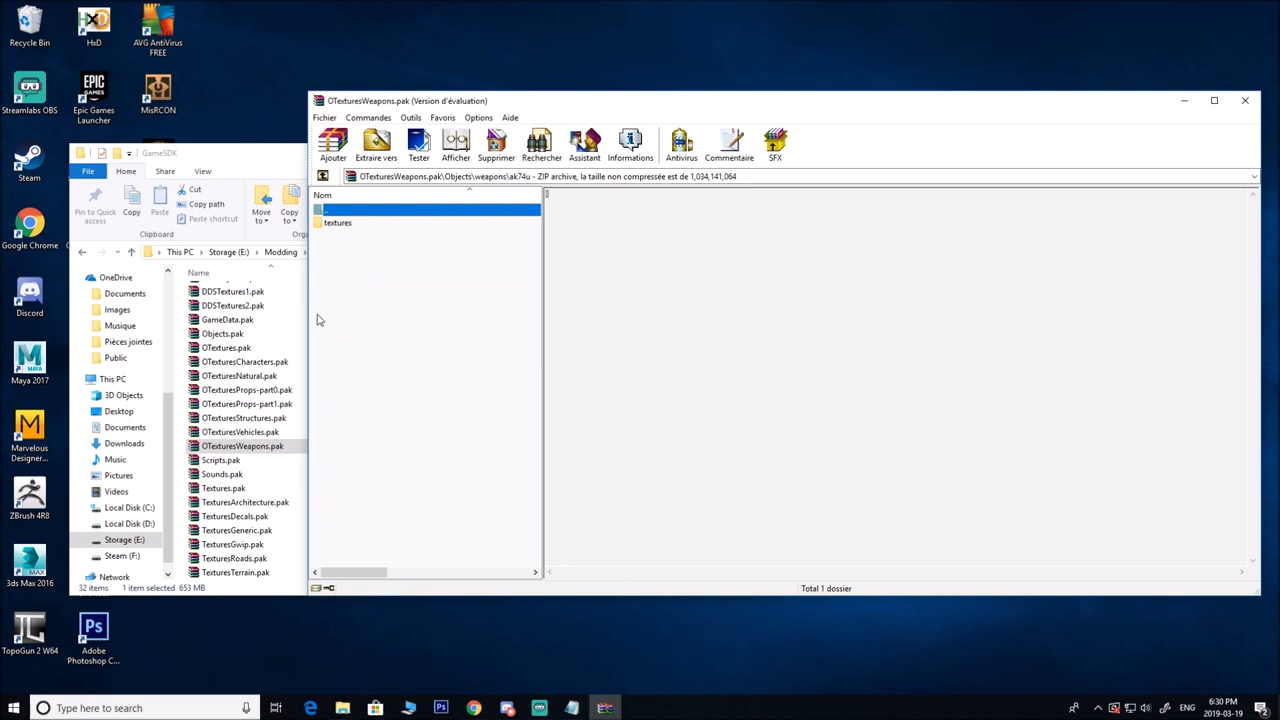 Recycle Bin
HxD
AVG AntiVirus
FREE
Streamlabs OBS
EPIC
GAMES
Epic Games
Launcher
MisRCON
Steam
Google Chrome
Discord
Maya 2017
Marvelous
Designer...
ZBrush 4R8
3ds Max 2016
TopoGun 2 W64
Ps
Adobe
Photoshop C...
GameSDK
File
Home
Share
View
Pin to Quick
access
Copy
Paste
Cut
Copy path
Paste shortcut
Move
to
Copy
to
Clipboard
This PC
Storage (E:)
Modding
Name
OneDrive
Documents
Images
Musique
Pièces jointes
Public
This PC
3D Objects
Desktop
Documents
Downloads
Music
Pictures
Videos
Local Disk (C:)
Local Disk (D:)
Storage (E:)
Steam (F:)
Network
DDSTextures1.pak
DDSTextures2.pak
GameData.pak
Objects.pak
OTextures.pak
OTexturesCharacters.pak
OTexturesNatural.pak
OTexturesProps-part0.pak
OTexturesProps-part1.pak
OTexturesStructures.pak
OTexturesVehicles.pak
OTexturesWeapons.pak
Scripts.pak
Sounds.pak
Textures.pak
TexturesArchitecture.pak
TexturesDecals.pak
TexturesGeneric.pak
TexturesGwip.pak
TexturesRoads.pak
TexturesTerrain.pak
32 items 1 item selected 653 MB
OTexturesWeapons.pak (Version d'évaluation)
Fichier Commandes Outils Favoris Options Aide
Ajouter Extraire vers Tester Afficher Supprimer Rechercher Assistant Informations Antivirus Commentaire SFX
OTexturesWeapons.pak\Objects\weapons\ak74u - ZIP archive, la taille non compressée est de 1,034,141,064
Nom
..
textures
Total 1 dossier
Type here to search
ENG
6:30 PM
2019-03-19
2